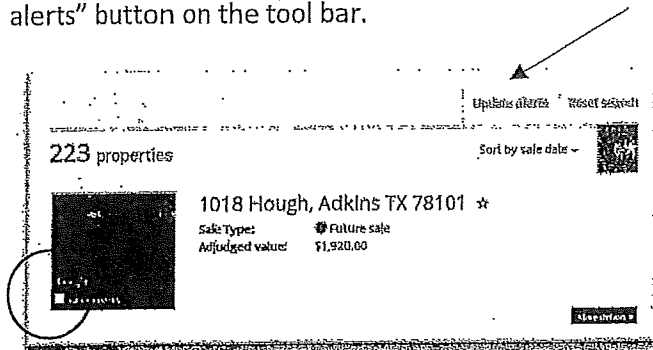 alerts” button on the tool bar.
Update alerts Reset search
223 properties
Sort by sale date
1018 Hough, Adkins TX 78101 ☆
Sale Type: Future sale
Adjudged value: $1,920.00